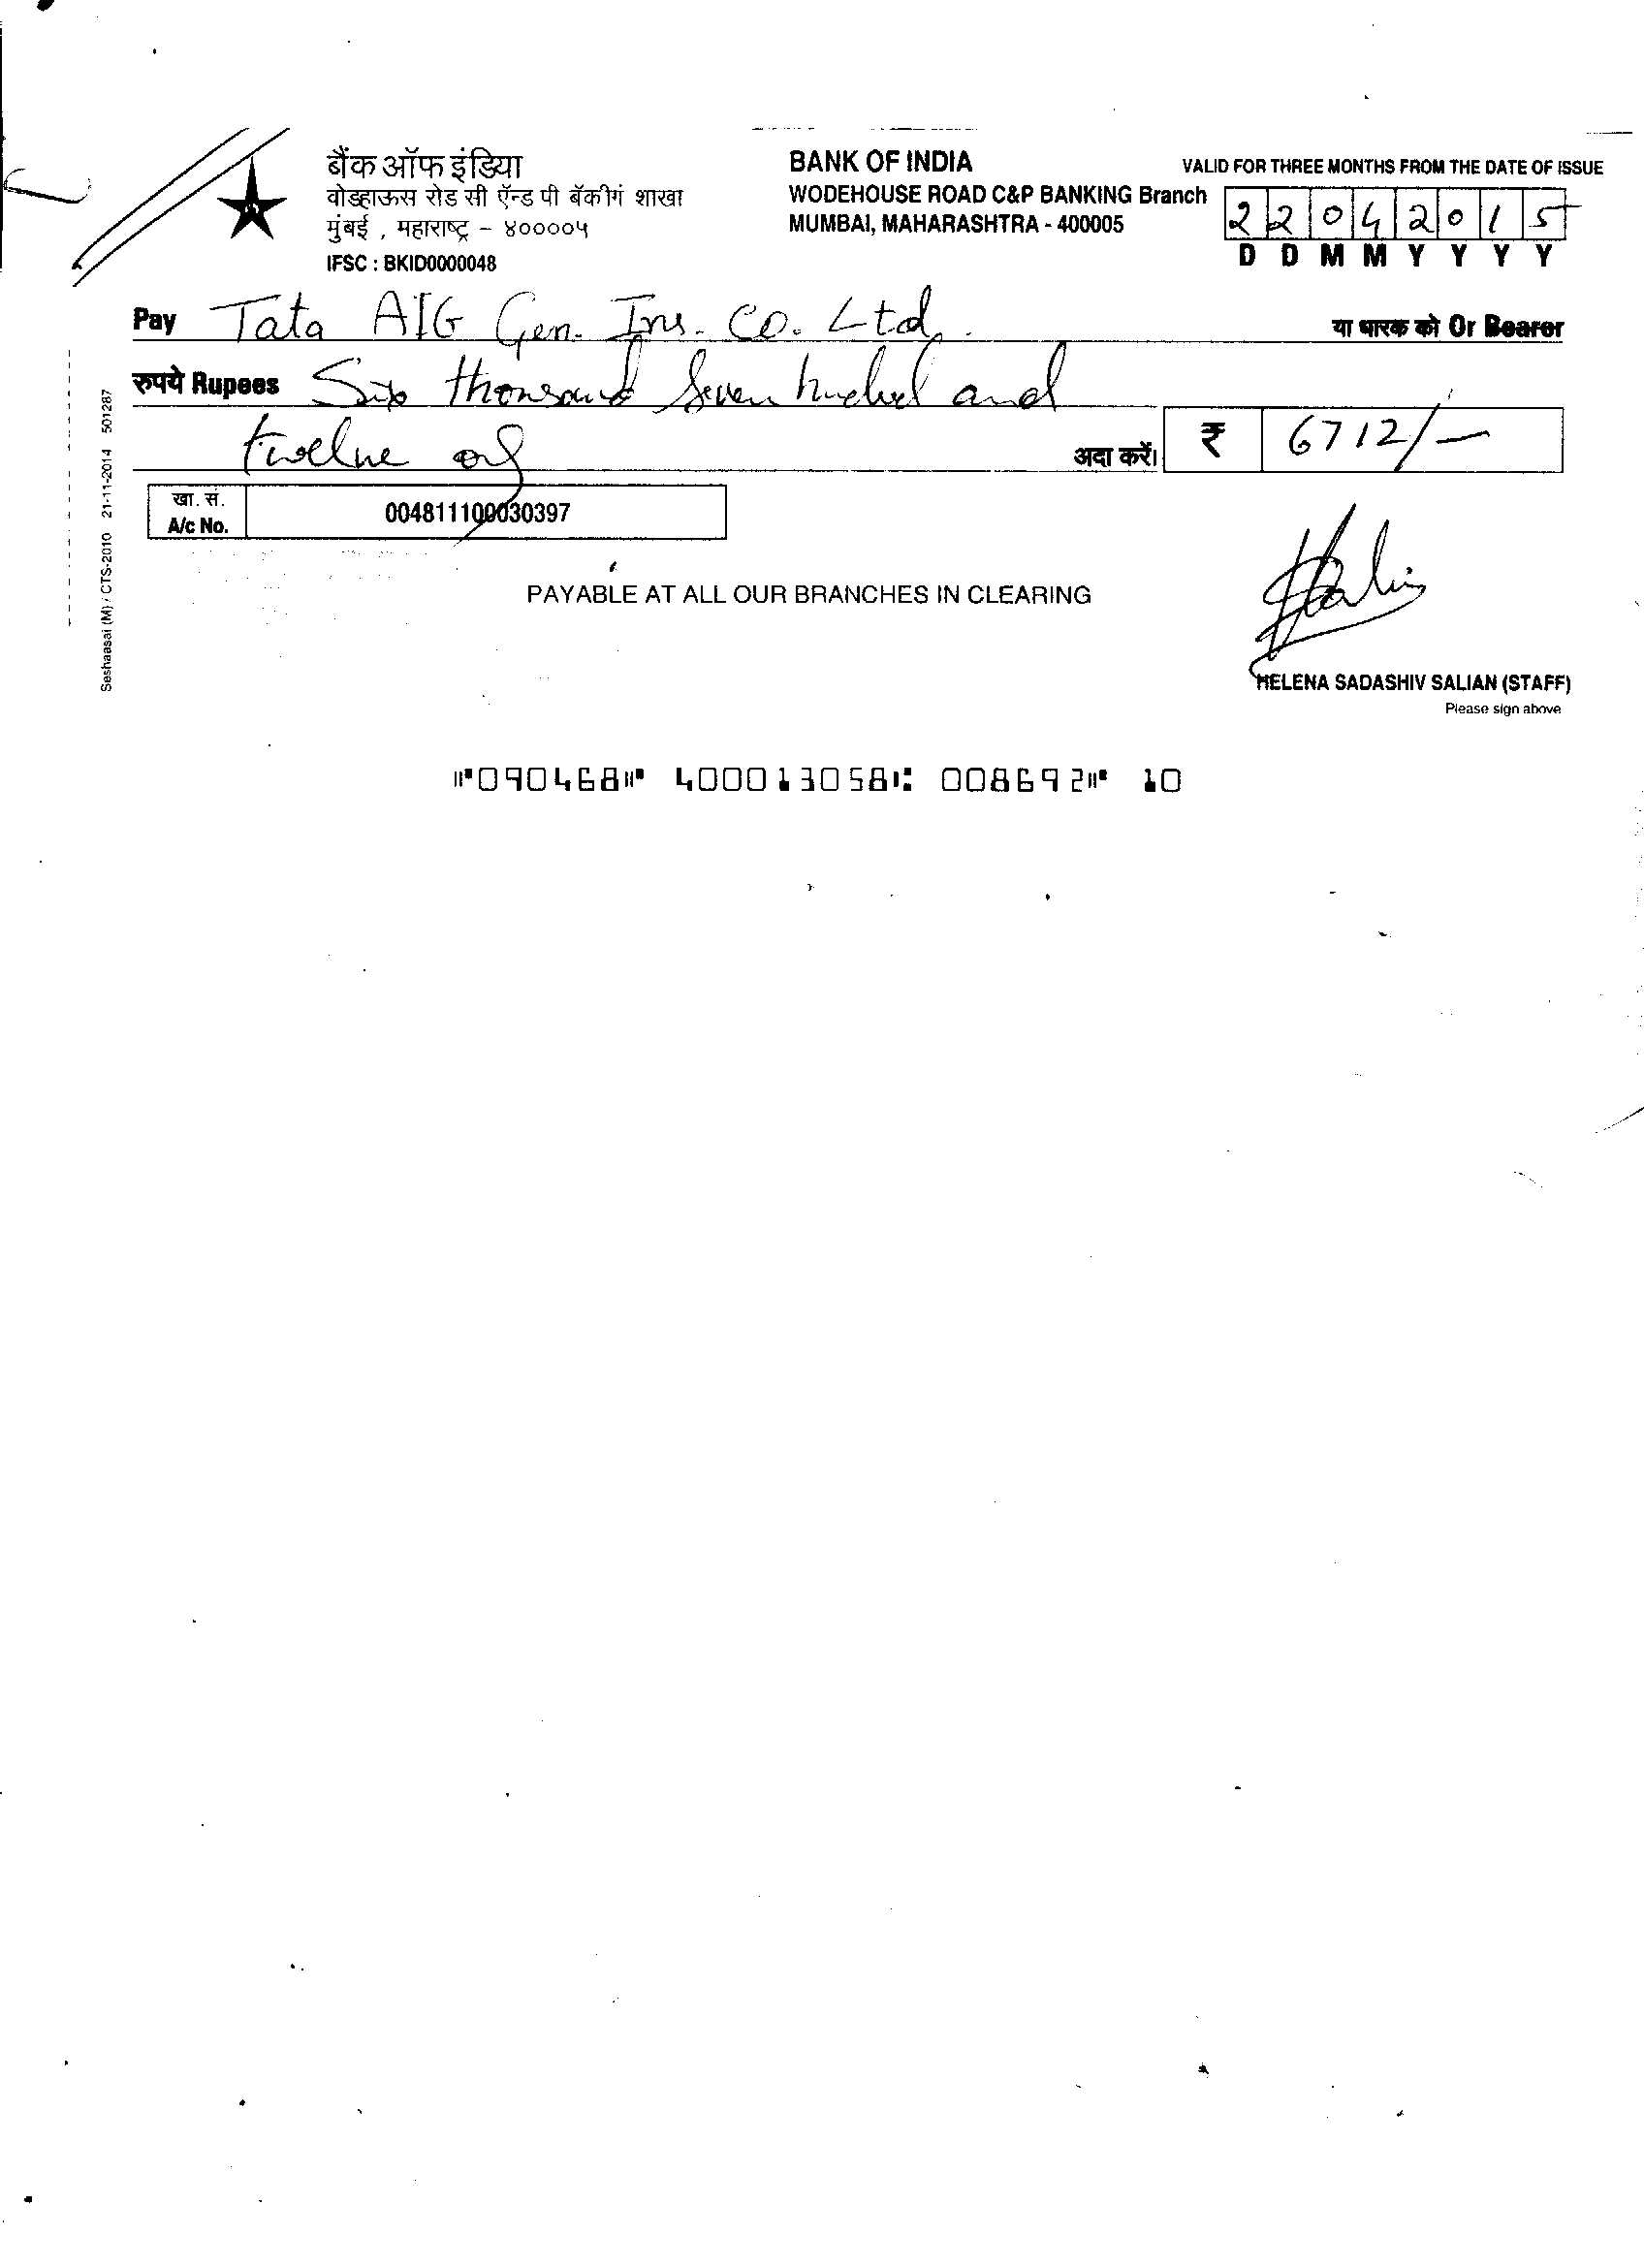 बैंक ऑफ इंडिया
वोडहाऊस रोड सी ऍन्ड पी बॅंकीगं शाखा
मुंबई , महाराष्ट्र - ४००००५
IFSC : BKID0000048
BANK OF INDIA
WODEHOUSE ROAD C&P BANKING Branch
MUMBAI, MAHARASHTRA - 400005
VALID FOR THREE MONTHS FROM THE DATE OF ISSUE
2 2 0 4 2 0 1 5
D D M M Y Y Y Y
Pay Tata AIG Gen. Ins. Co. Ltd. या धारक को Or Bearer
रुपये Rupees Six thousand Seven hundred and
twelve only अदा करें। ₹ 6712/-
खा. सं.
A/c No. 004811100030397
PAYABLE AT ALL OUR BRANCHES IN CLEARING
HELENA SADASHIV SALIAN (STAFF)
Please sign above
Seshaasai (M) / CTS-2010 21-11-2014 501287
⑈090468⑈ 400013058⑆ 008692⑈ 10